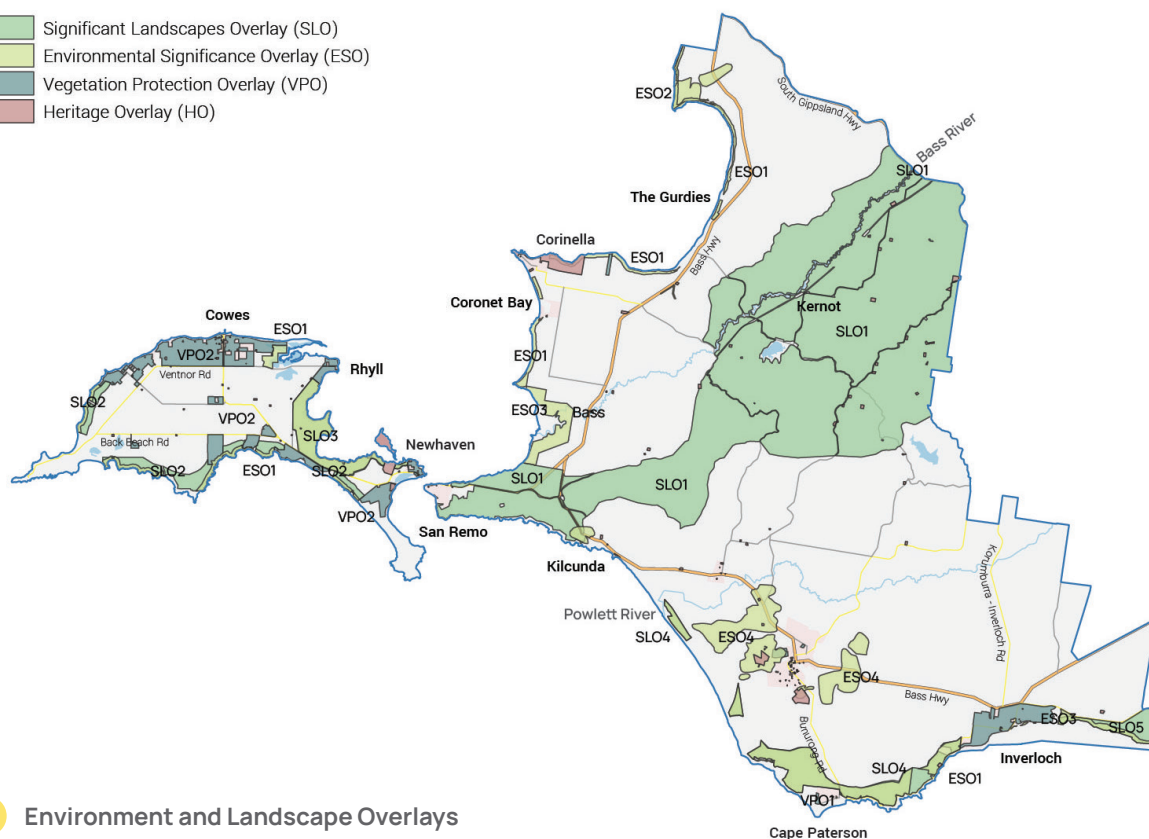 Significant Landscapes Overlay (SLO)
Environmental Significance Overlay (ESO)
Vegetation Protection Overlay (VPO)
Heritage Overlay (HO)
ESO2
South Gippsland Hwy
Bass River
SLO1
ESO1
The Gurdies
Corinella
ESO1
Bass Hwy
Coronet Bay
Kernot
SLO1
Cowes
ESO1
VPO2
ESO1
Rhyll
Ventnor Rd
SLO2
ESO3
Bass
VPO2
SLO3
Back Beach Rd
Newhaven
SLO2
ESO1
SLO2
SLO1
SLO1
VPO2
San Remo
Kilcunda
Korumburra - Inverloch Rd
Powlett River
SLO4
ESO4
ESO4
Bass Hwy
Bunurong Rd
ESO3
SLO5
Inverloch
SLO4
ESO1
VPO1
Environment and Landscape Overlays
Cape Paterson